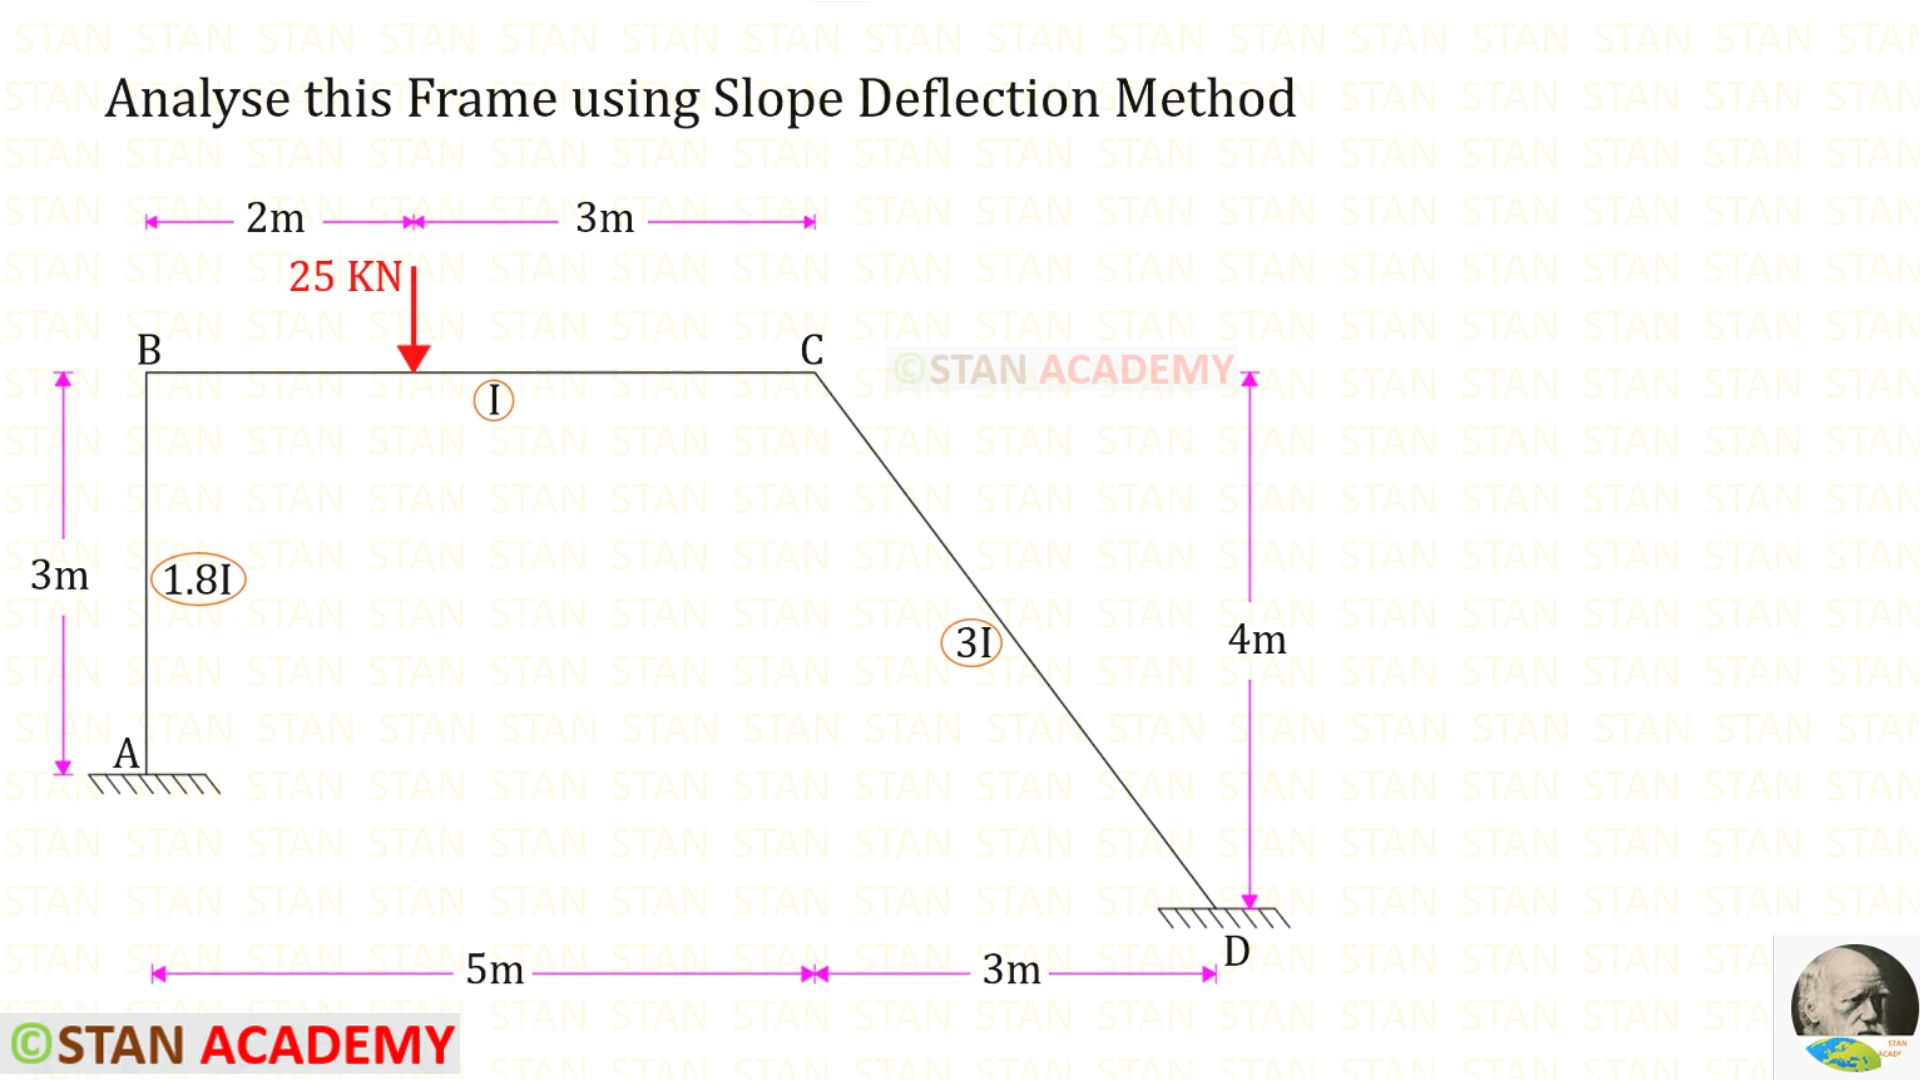 Analyse this Frame using Slope Deflection Method
2m 3m
25 KN
B C
©STAN ACADEMY
I
3m 1.8I
3I 4m
A
D
5m 3m
©STAN ACADEMY
STAN